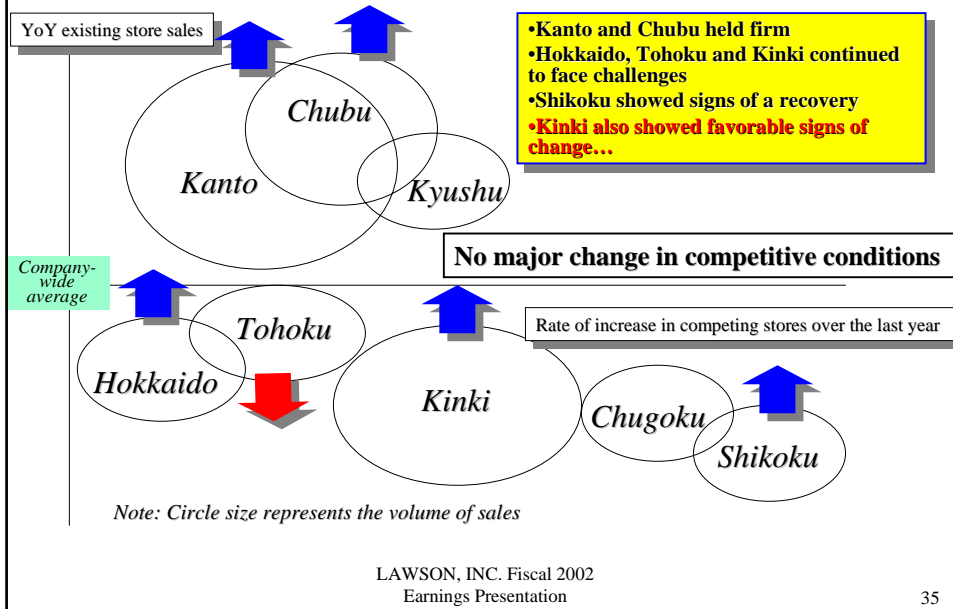 YoY existing store sales
•Kanto and Chubu held firm
•Hokkaido, Tohoku and Kinki continued
to face challenges
•Shikoku showed signs of a recovery
•Kinki also showed favorable signs of
change…
Chubu
Kanto
Kyushu
No major change in competitive conditions
Company-
wide
average
Rate of increase in competing stores over the last year
Tohoku
Hokkaido
Kinki
Chugoku
Shikoku
Note: Circle size represents the volume of sales
LAWSON, INC. Fiscal 2002
Earnings Presentation
35